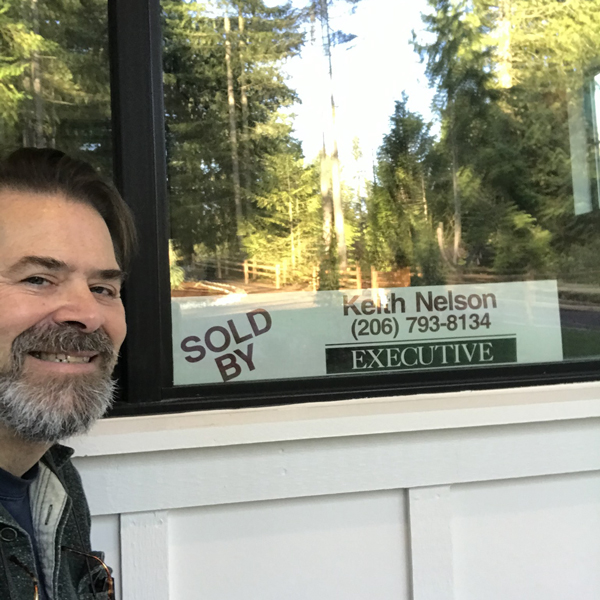 SOLD
BY
Keith Nelson
(206) 793-8134
EXECUTIVE